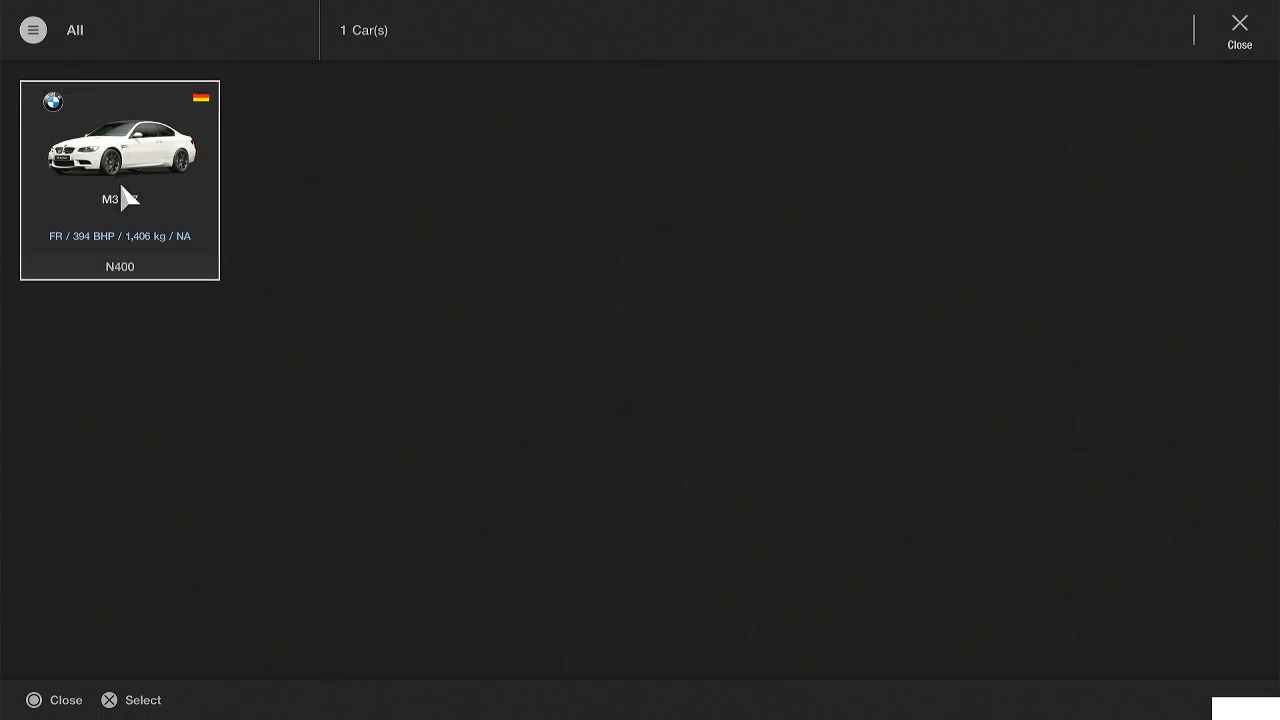 All
1 Car(s)
Close
M3
FR / 394 BHP / 1,406 kg / NA
N400
Close
Select